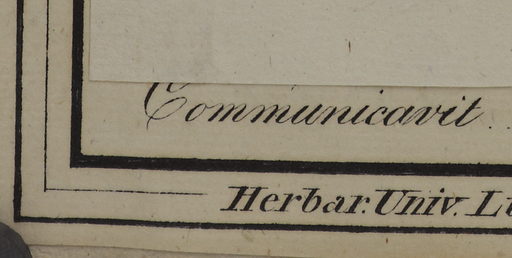 Communicavit . .
Herbar. Univ.